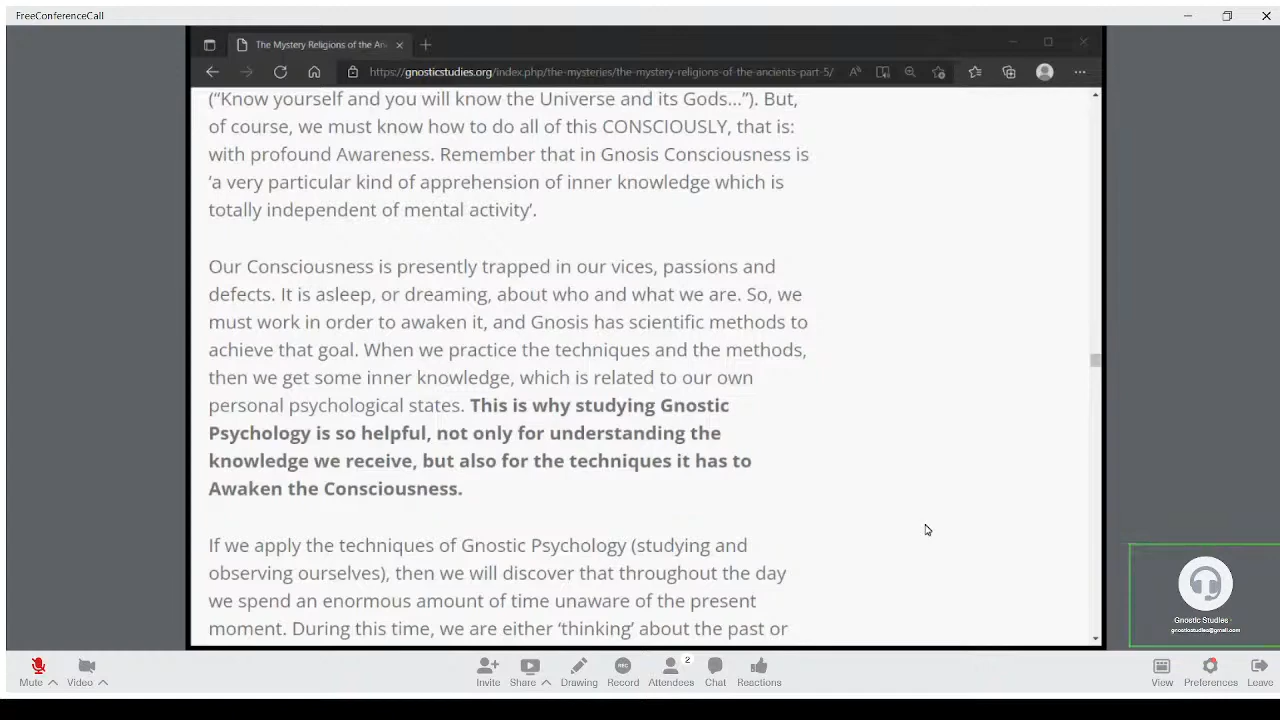 FreeConferenceCall
The Mystery Religions of the An
https://gnosticstudies.org/index.php/the-mysteries/the-mystery-religions-of-the-ancients-part-5/
(“Know yourself and you will know the Universe and its Gods...”). But,
of course, we must know how to do all of this CONSCIOUSLY, that is:
with profound Awareness. Remember that in Gnosis Consciousness is
‘a very particular kind of apprehension of inner knowledge which is
totally independent of mental activity’.
Our Consciousness is presently trapped in our vices, passions and
defects. It is asleep, or dreaming, about who and what we are. So, we
must work in order to awaken it, and Gnosis has scientific methods to
achieve that goal. When we practice the techniques and the methods,
then we get some inner knowledge, which is related to our own
personal psychological states. This is why studying Gnostic
Psychology is so helpful, not only for understanding the
knowledge we receive, but also for the techniques it has to
Awaken the Consciousness.
If we apply the techniques of Gnostic Psychology (studying and
observing ourselves), then we will discover that throughout the day
we spend an enormous amount of time unaware of the present
moment. During this time, we are either ‘thinking’ about the past or
Gnostic Studies
gnosticstudies@gmail.com
2
Mute Video Invite Share Drawing Record Attendees Chat Reactions View Preferences Leave